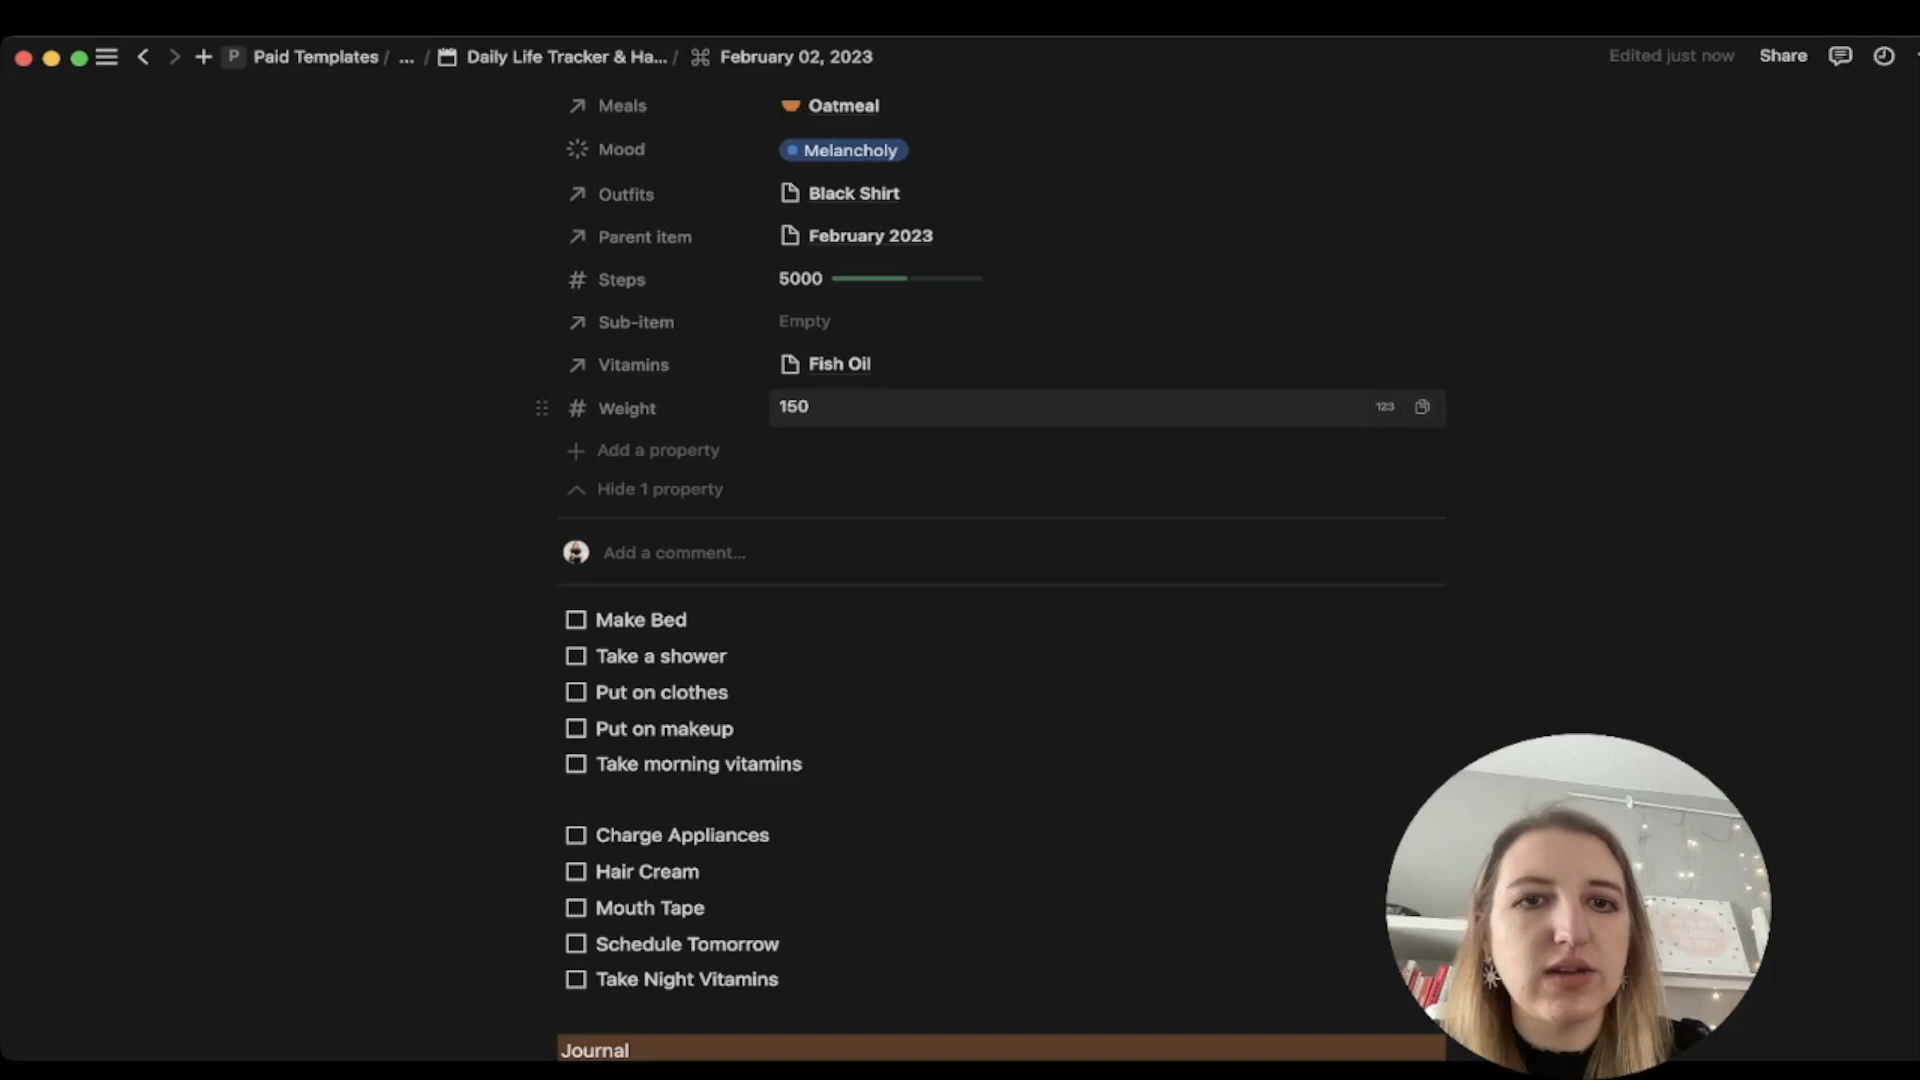 P Paid Templates / ... / Daily Life Tracker & Ha... / February 02, 2023
Edited just now Share
Meals Oatmeal
Mood Melancholy
Outfits Black Shirt
Parent item February 2023
# Steps 5000
Sub-item Empty
Vitamins Fish Oil
# Weight 150 123
Add a property
Hide 1 property
Add a comment...
Make Bed
Take a shower
Put on clothes
Put on makeup
Take morning vitamins
Charge Appliances
Hair Cream
Mouth Tape
Schedule Tomorrow
Take Night Vitamins
Journal